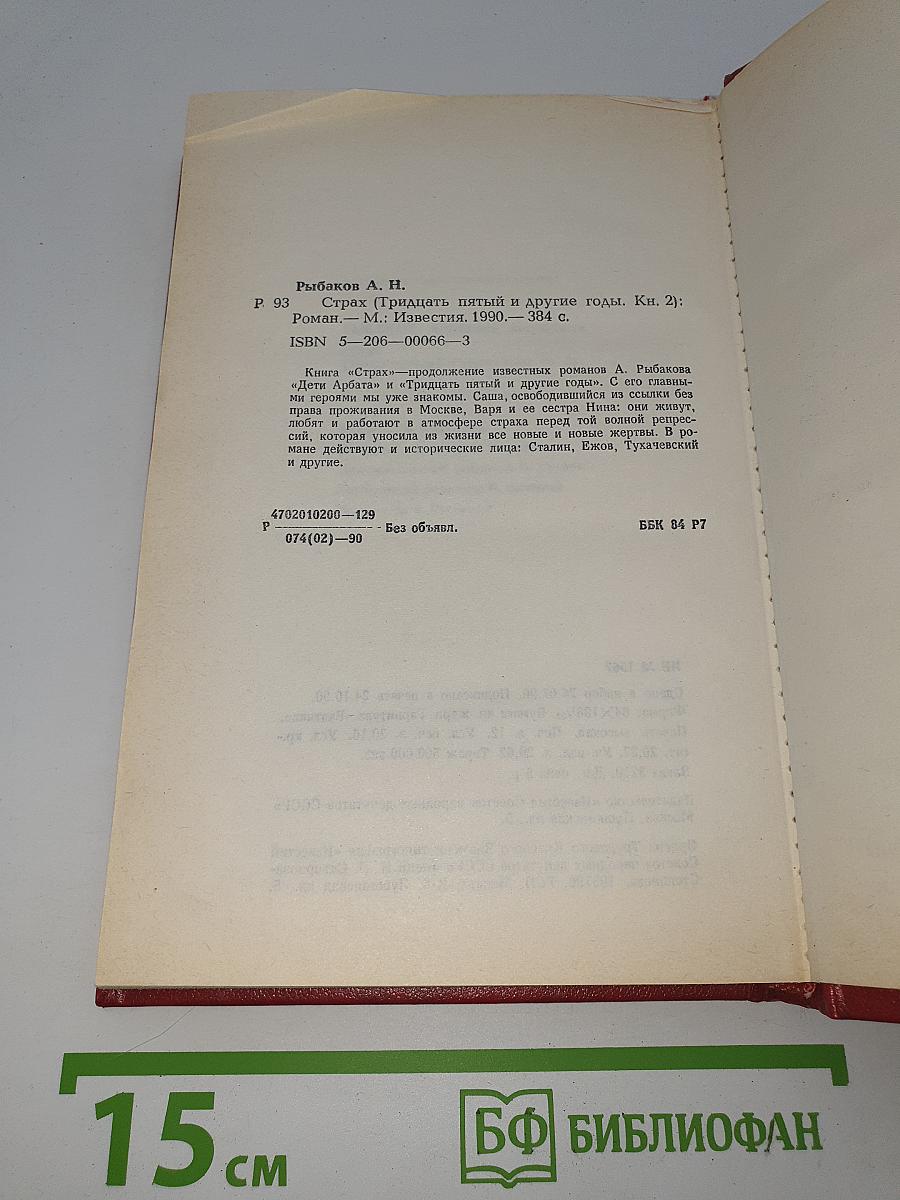 Рыбаков А. Н.
Р 93 Страх (Тридцать пятый и другие годы. Кн. 2):
Роман.— М.: Известия. 1990.— 384 с.
ISBN 5—206—00066—3
Книга «Страх»—продолжение известных романов А. Рыбакова
«Дети Арбата» и «Тридцать пятый и другие годы». С его главны-
ми героями мы уже знакомы. Саша, освободившийся из ссылки без
права проживания в Москве, Варя и ее сестра Нина: они живут,
любят и работают в атмосфере страха перед той волной репрес-
сий, которая уносила из жизни все новые и новые жертвы. В ро-
мане действуют и исторические лица: Сталин, Ежов, Тухачевский
и другие.
4702010200—129
Р - Без объявл. ББК 84 Р7
074(02)—90
15 см
БФ БИБЛИОФАН